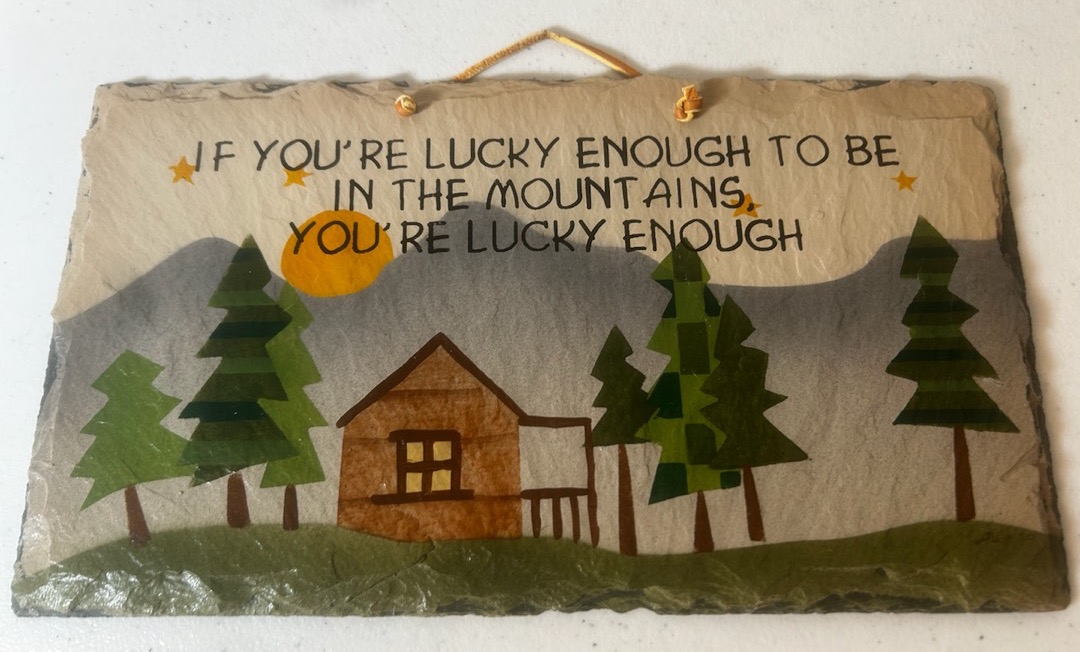 IF YOU'RE LUCKY ENOUGH TO BE
IN THE MOUNTAINS,
YOU'RE LUCKY ENOUGH